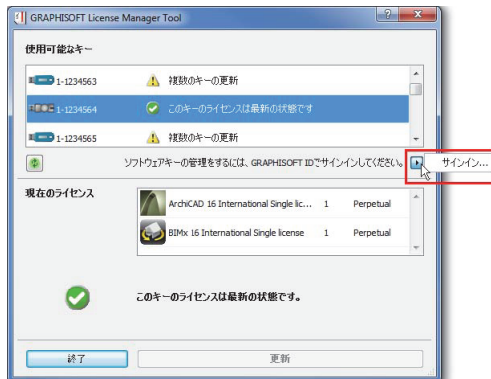 GRAPHISOFT License Manager Tool
使用可能なキー
1-1234563 複数のキーの更新
1-1234564 このキーのライセンスは最新の状態です
1-1234565 複数のキーの更新
ソフトウェアキーの管理をするには、GRAPHISOFT IDでサインインしてください。
サインイン...
現在のライセンス
ArchiCAD 16 International Single lic... 1 Perpetual
BIMx 16 International Single license 1 Perpetual
このキーのライセンスは最新の状態です。
終了 更新